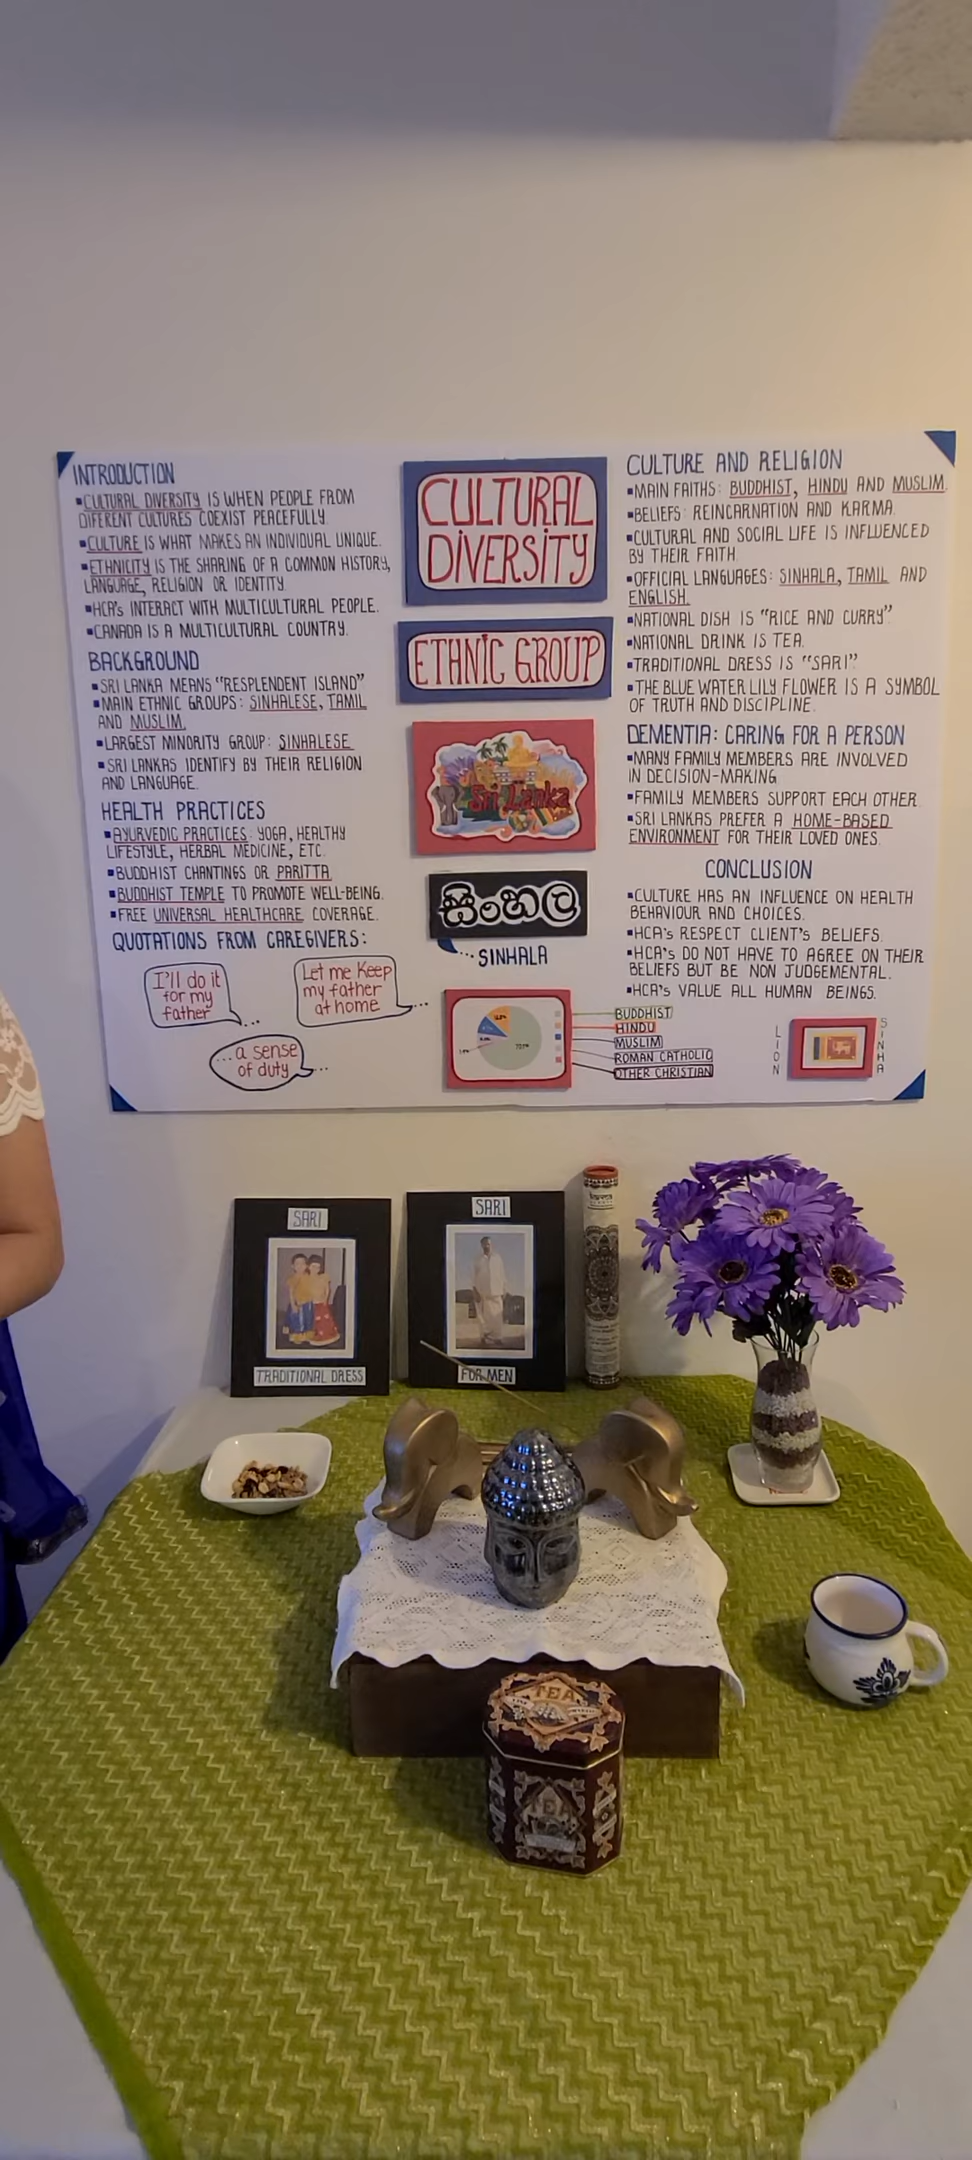 INTRODUCTION
▪CULTURAL DIVERSITY IS WHEN PEOPLE FROM
DIFERENT CULTURES COEXIST PEACEFULLY.
▪CULTURE IS WHAT MAKES AN INDIVIDUAL UNIQUE.
▪ETHNICITY IS THE SHARING OF A COMMON HISTORY,
LANGUAGE, RELIGION OR IDENTITY.
▪HCA's INTERACT WITH MULTICULTURAL PEOPLE.
▪CANADA IS A MULTICULTURAL COUNTRY.
BACKGROUND
▪SRI LANKA MEANS "RESPLENDENT ISLAND"
▪MAIN ETHNIC GROUPS: SINHALESE, TAMIL
AND MUSLIM.
▪LARGEST MINORITY GROUP: SINHALESE
▪SRI LANKAS IDENTIFY BY THEIR RELIGION
AND LANGUAGE.
HEALTH PRACTICES
▪AYURVEDIC PRACTICES: YOGA, HEALTHY
LIFESTYLE, HERBAL MEDICINE, ETC.
▪BUDDHIST CHANTINGS OR PARITTA
▪BUDDHIST TEMPLE TO PROMOTE WELL-BEING.
▪FREE UNIVERSAL HEALTHCARE COVERAGE.
QUOTATIONS FROM CAREGIVERS:
I'll do it
for my
father
Let me keep
my father
at home
...a sense
of duty
CULTURAL
DIVERSITY
ETHNIC GROUP
Sri Lanka
සිංහල
SINHALA
BUDDHIST
HINDU
MUSLIM
ROMAN CATHOLIC
OTHER CHRISTIAN
CULTURE AND RELIGION
▪MAIN FAITHS: BUDDHIST, HINDU AND MUSLIM.
▪BELIEFS: REINCARNATION AND KARMA.
▪CULTURAL AND SOCIAL LIFE IS INFLUENCED
BY THEIR FAITH.
▪OFFICIAL LANGUAGES: SINHALA, TAMIL AND
ENGLISH.
▪NATIONAL DISH IS "RICE AND CURRY".
▪NATIONAL DRINK IS TEA.
▪TRADITIONAL DRESS IS "SARI".
▪THE BLUE WATER LILY FLOWER IS A SYMBOL
OF TRUTH AND DISCIPLINE.
DEMENTIA: CARING FOR A PERSON
▪MANY FAMILY MEMBERS ARE INVOLVED
IN DECISION-MAKING.
▪FAMILY MEMBERS SUPPORT EACH OTHER.
▪SRI LANKAS PREFER A HOME-BASED
ENVIRONMENT FOR THEIR LOVED ONES.
CONCLUSION
▪CULTURE HAS AN INFLUENCE ON HEALTH
BEHAVIOUR AND CHOICES.
▪HCA's RESPECT CLIENT'S BELIEFS.
▪HCA's DO NOT HAVE TO AGREE ON THEIR
BELIEFS BUT BE NON JUDGEMENTAL.
▪HCA's VALUE ALL HUMAN BEINGS.
LION
SINHA
SARI
TRADITIONAL DRESS
SARI
FOR MEN
karma
TEA
TEA